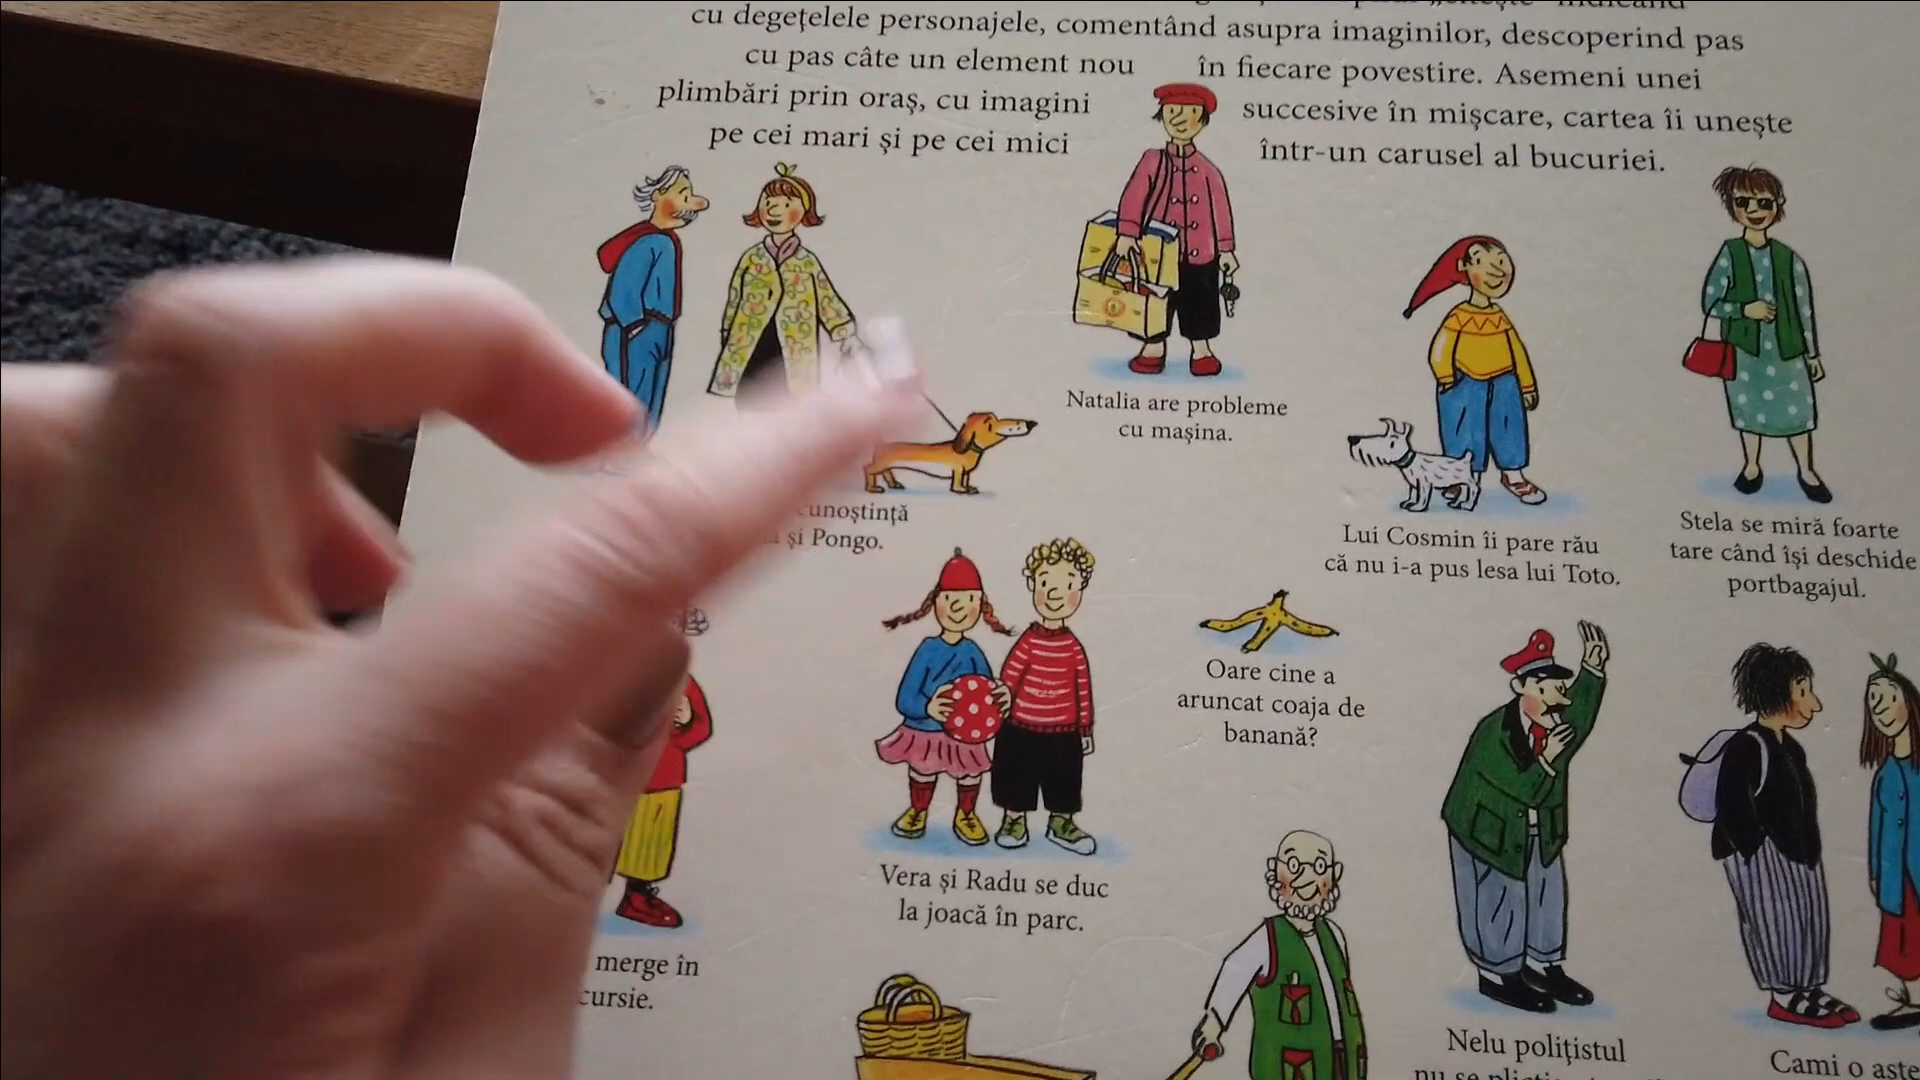 cu degețelele personajele, comentând asupra imaginilor, descoperind pas
cu pas câte un element nou în fiecare povestire. Asemeni unei
plimbări prin oraș, cu imagini succesive în mișcare, cartea îi unește
pe cei mari și pe cei mici într-un carusel al bucuriei.
Natalia are probleme
cu mașina.
și Pongo.
Lui Cosmin îi pare rău
că nu i-a pus lesa lui Toto.
Stela se miră foarte
tare când își deschide
portbagajul.
Oare cine a
aruncat coaja de
banană?
Vera și Radu se duc
la joacă în parc.
merge în
Nelu polițistul
nu se
Cami o